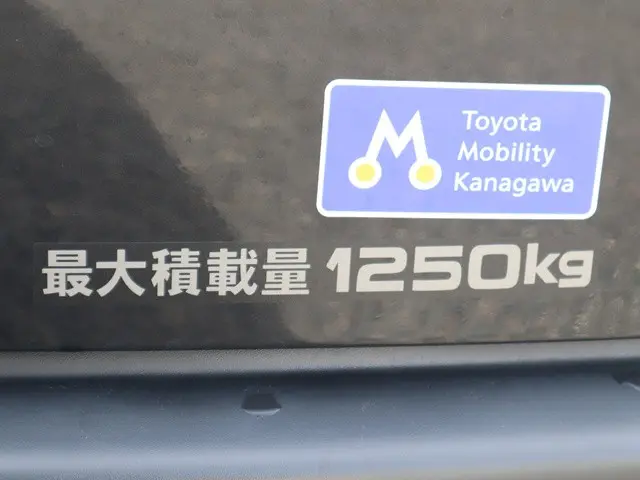 Toyota
Mobility
Kanagawa
最大積載量 1250kg